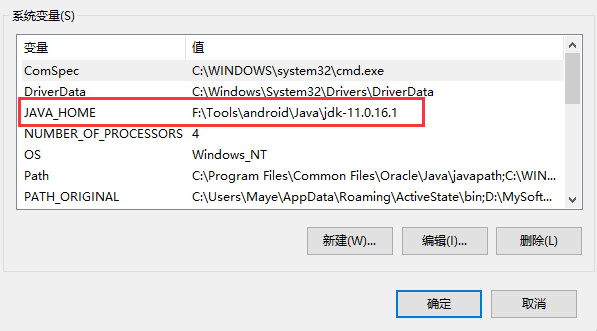 系统变量(S)
变量 值
ComSpec C:\WINDOWS\system32\cmd.exe
DriverData C:\Windows\System32\Drivers\DriverData
JAVA_HOME F:\Tools\android\Java\jdk-11.0.16.1
NUMBER_OF_PROCESSORS 4
OS Windows_NT
Path C:\Program Files\Common Files\Oracle\Java\javapath;C:\WIN...
PATH_ORIGINAL C:\Users\Maye\AppData\Roaming\ActiveState\bin;D:\MySoft...
新建(W)... 编辑(I)... 删除(L)
确定 取消